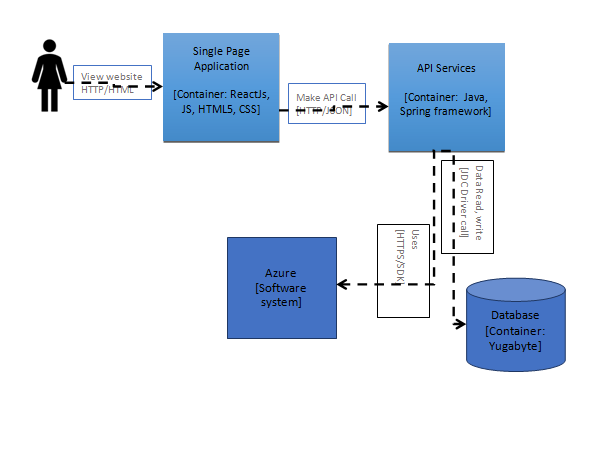 View website
HTTP/HTML
Single Page
Application
[Container: ReactJs,
JS, HTML5, CSS]
Make API Call
[HTTP/JSON]
API Services
[Container:  Java,
Spring framework]
Data Read, write
[JDC Driver call]
Uses
[HTTPS/SDK]
Azure
[Software
system]
Database
[Container:
Yugabyte]